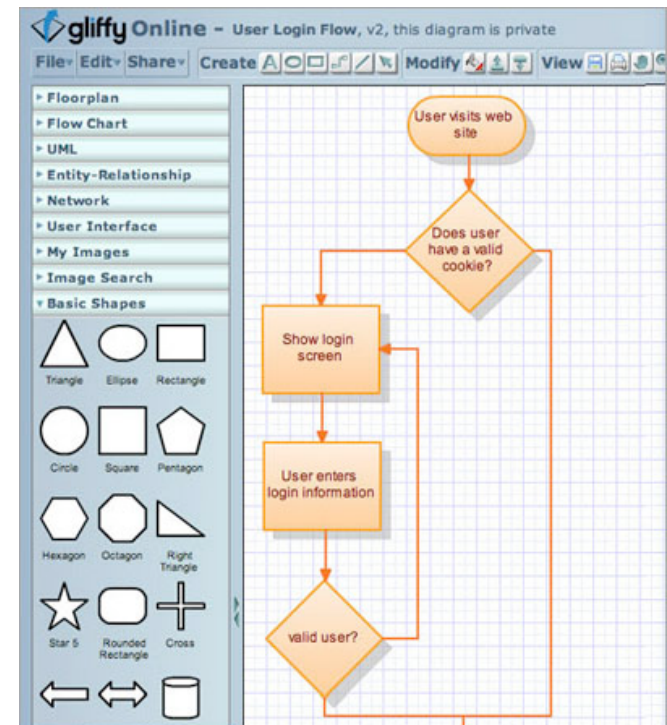 gliffy Online – User Login Flow, v2, this diagram is private
File Edit Share Create A Modify View
Floorplan
Flow Chart
UML
Entity-Relationship
Network
User Interface
My Images
Image Search
Basic Shapes
Triangle Ellipse Rectangle
Circle Square Pentagon
Hexagon Octagon Right
Triangle
Star 5 Rounded Cross
Rectangle
User visits web
site
Does user
have a valid
cookie?
Show login
screen
User enters
login information
valid user?